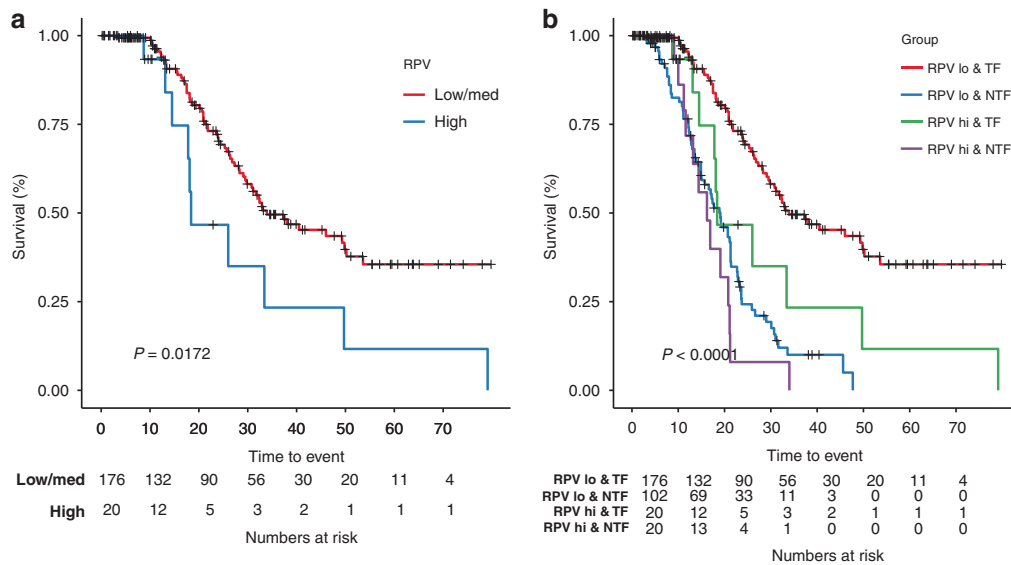 a
RPV
Low/med
High
Survival (%)
1.00
0.75
0.50
0.25
0.00
P = 0.0172
0 10 20 30 40 50 60 70
Time to event
Low/med 176 132 90 56 30 20 11 4
High 20 12 5 3 2 1 1 1
Numbers at risk
b
Group
RPV lo & TF
RPV lo & NTF
RPV hi & TF
RPV hi & NTF
Survival (%)
1.00
0.75
0.50
0.25
0.00
P < 0.0001
0 10 20 30 40 50 60 70
Time to event
RPV lo & TF 176 132 90 56 30 20 11 4
RPV lo & NTF 102 69 33 11 3 0 0 0
RPV hi & TF 20 12 5 3 2 1 1 1
RPV hi & NTF 20 13 4 1 0 0 0 0
Numbers at risk